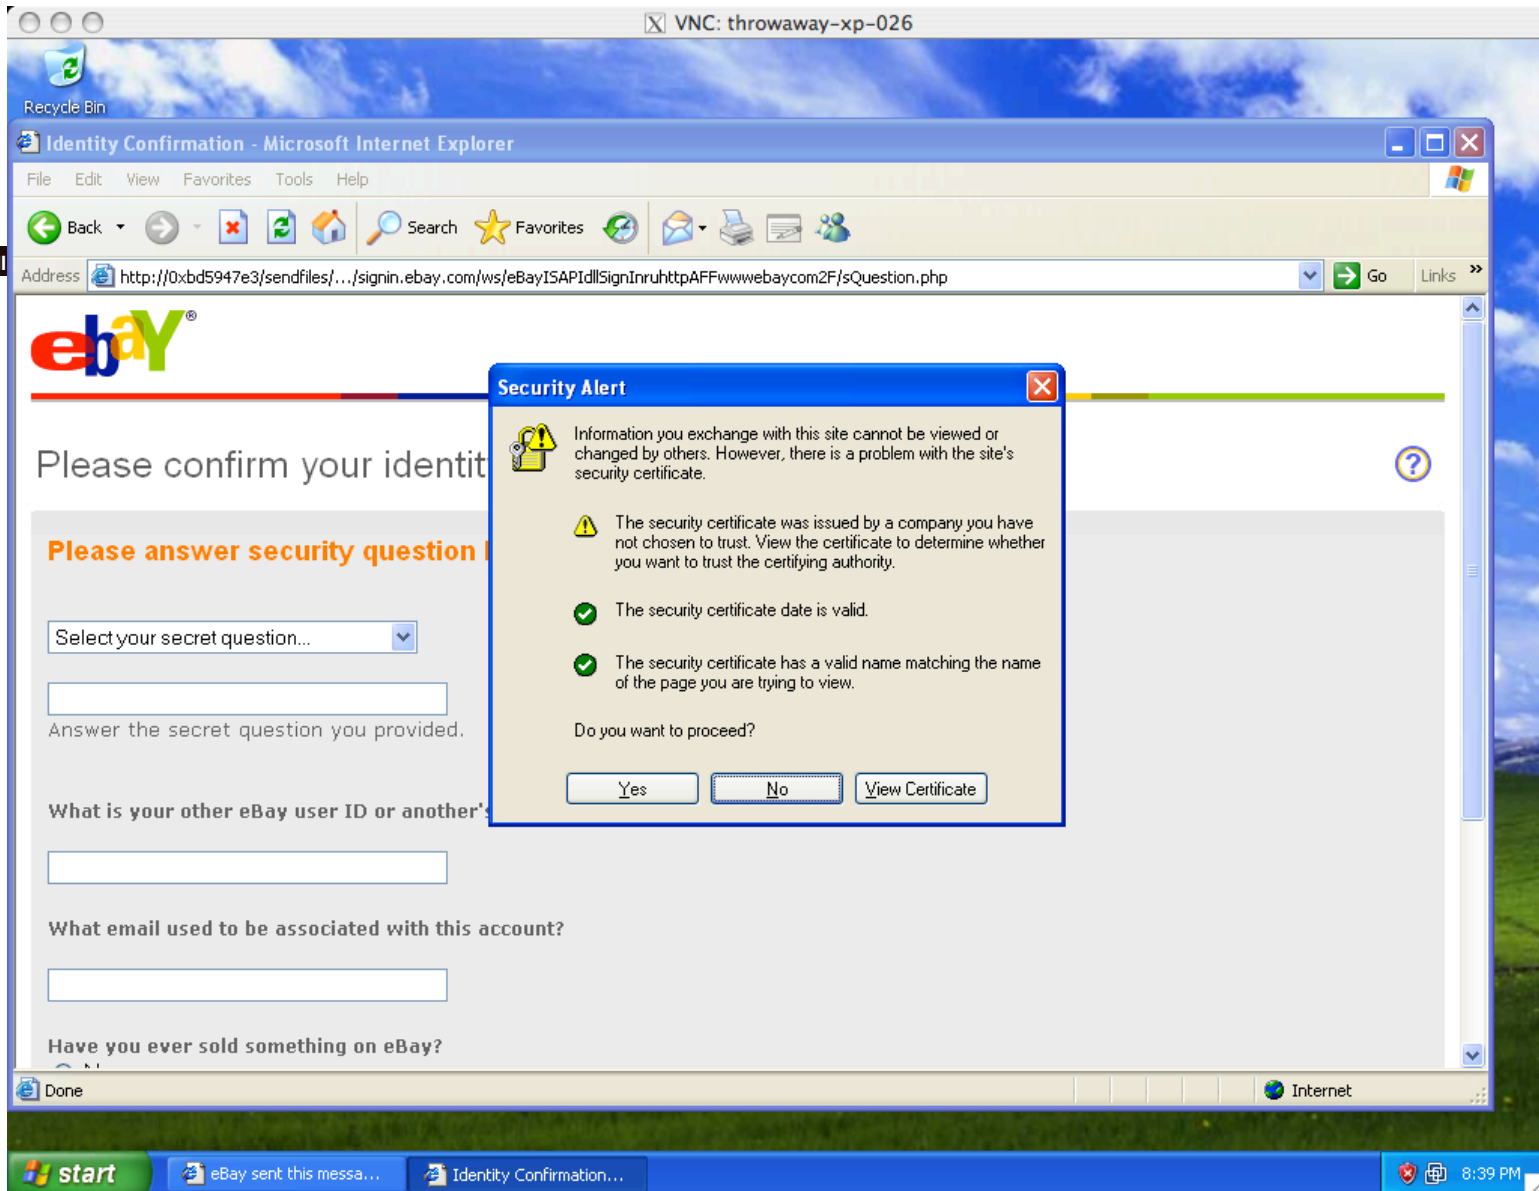 VNC: throwaway-xp-026
Recycle Bin
Identity Confirmation - Microsoft Internet Explorer
File Edit View Favorites Tools Help
Back Search Favorites
Address http://0xbd5947e3/sendfiles/.../signin.ebay.com/ws/eBayISAPIdllSignInruhttpAFFwwwebaycom2F/sQuestion.php Go Links »
ebaY®
Please confirm your identit
Please answer security question
Select your secret question...
Answer the secret question you provided.
What is your other eBay user ID or another's
What email used to be associated with this account?
Have you ever sold something on eBay?
Security Alert
Information you exchange with this site cannot be viewed or
changed by others. However, there is a problem with the site's
security certificate.
The security certificate was issued by a company you have
not chosen to trust. View the certificate to determine whether
you want to trust the certifying authority.
The security certificate date is valid.
The security certificate has a valid name matching the name
of the page you are trying to view.
Do you want to proceed?
Yes No View Certificate
Done Internet
start eBay sent this messa... Identity Confirmation... 8:39 PM